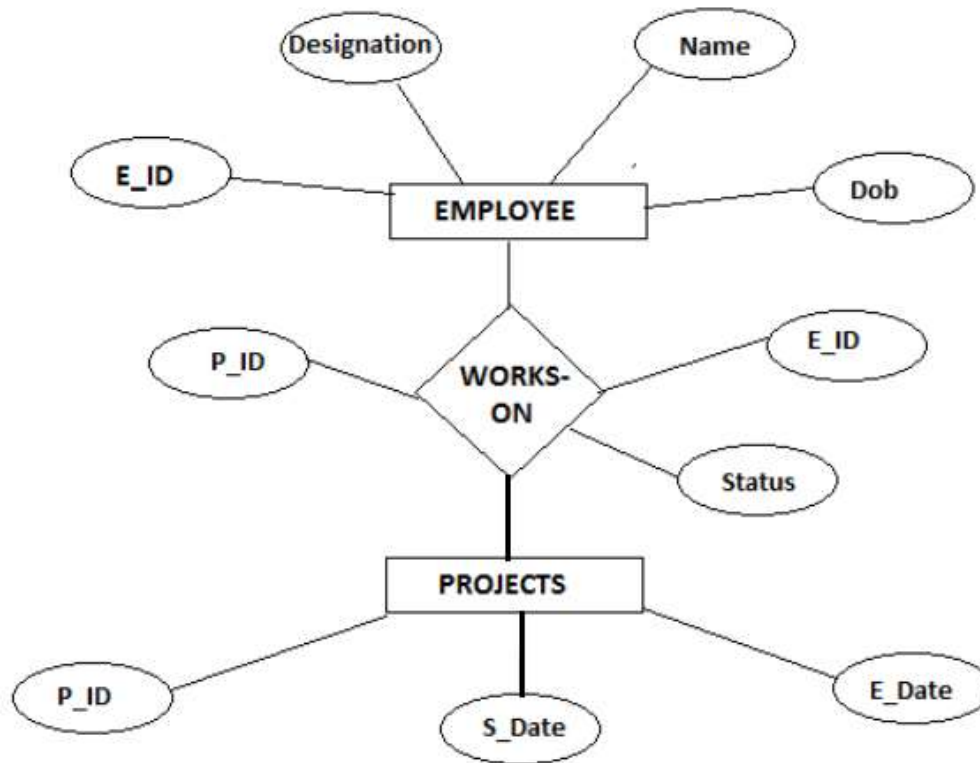 Designation
Name
E_ID
EMPLOYEE
Dob
P_ID
WORKS-
ON
E_ID
Status
PROJECTS
P_ID
S_Date
E_Date